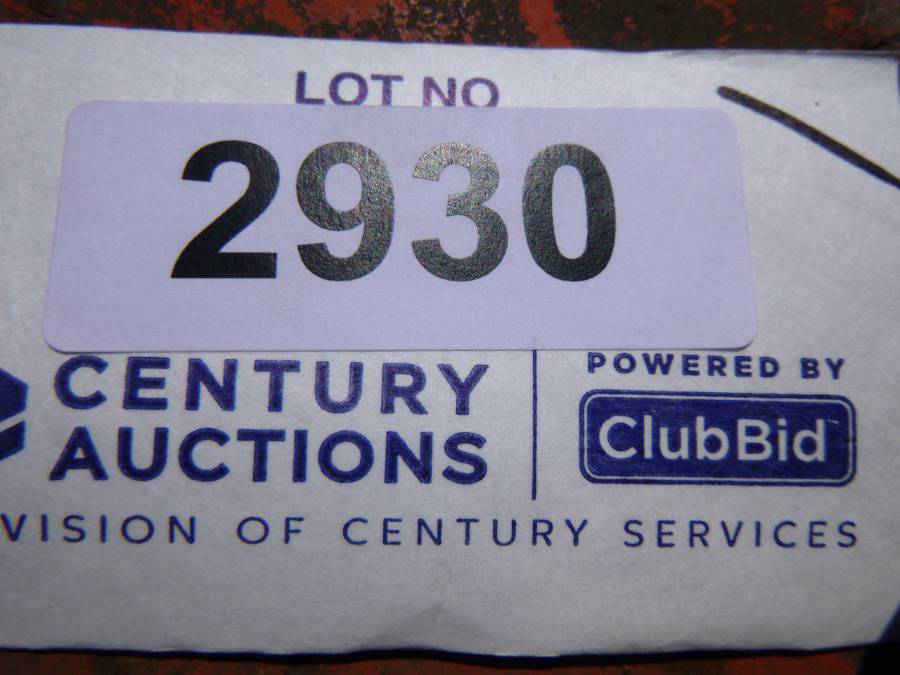 LOT NO
2930
CENTURY
AUCTIONS
POWERED BY
ClubBid
VISION OF CENTURY SERVICES